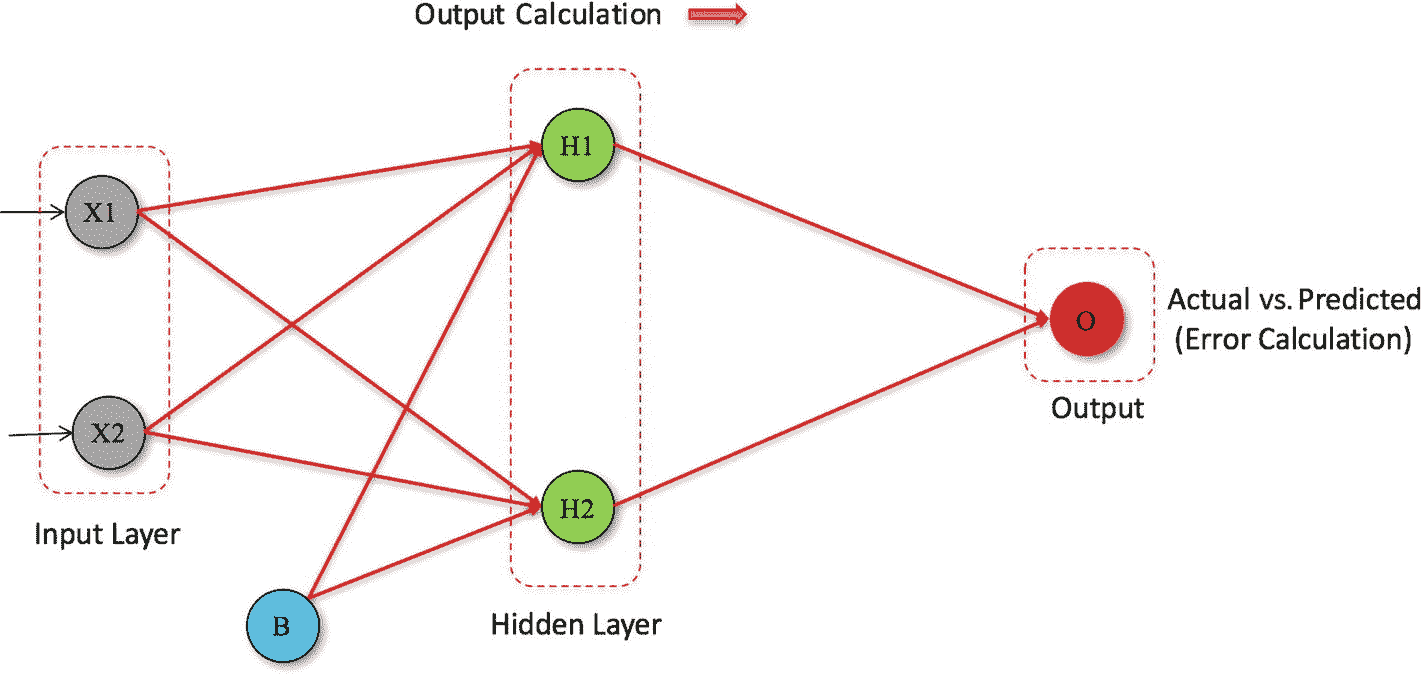 Output Calculation
H1
X1
Actual vs. Predicted
(Error Calculation)
O
Output
X2
H2
Input Layer
B
Hidden Layer